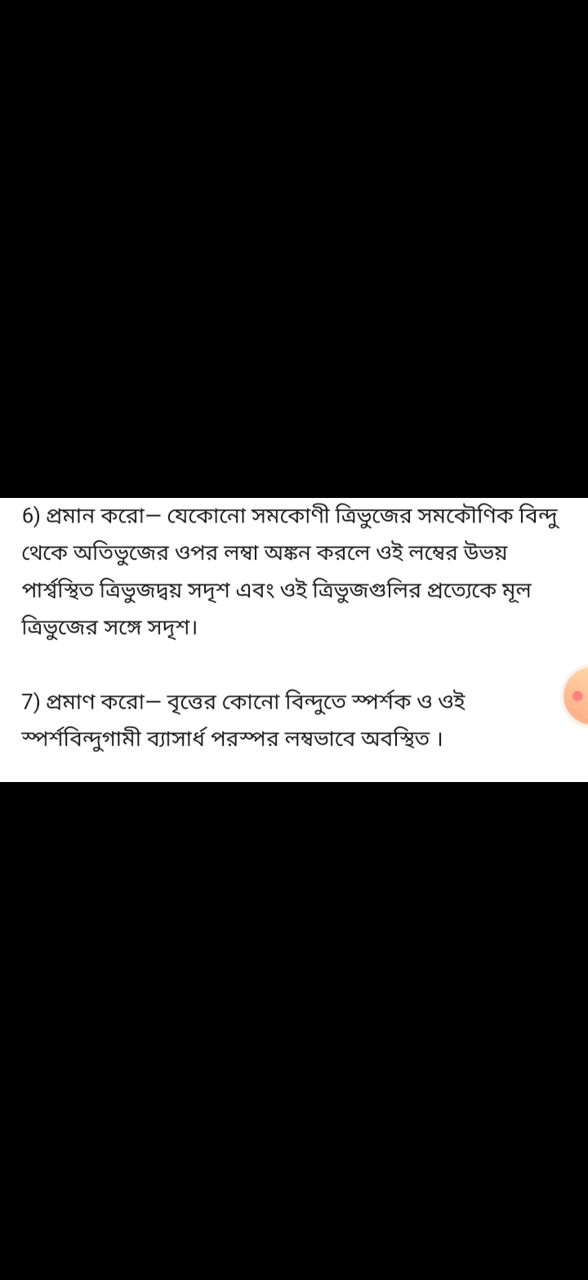 6) প্রমান করো— যেকোনো সমকোণী ত্রিভুজের সমকৌণিক বিন্দু
থেকে অতিভুজের ওপর লম্বা অঙ্কন করলে ওই লম্বের উভয়
পার্শ্বস্থিত ত্রিভুজদ্বয় সদৃশ এবং ওই ত্রিভুজগুলির প্রত্যেকে মূল
ত্রিভুজের সঙ্গে সদৃশ।
7) প্রমাণ করো— বৃত্তের কোনো বিন্দুতে স্পর্শক ও ওই
স্পর্শবিন্দুগামী ব্যাসার্ধ পরস্পর লম্বভাবে অবস্থিত ।